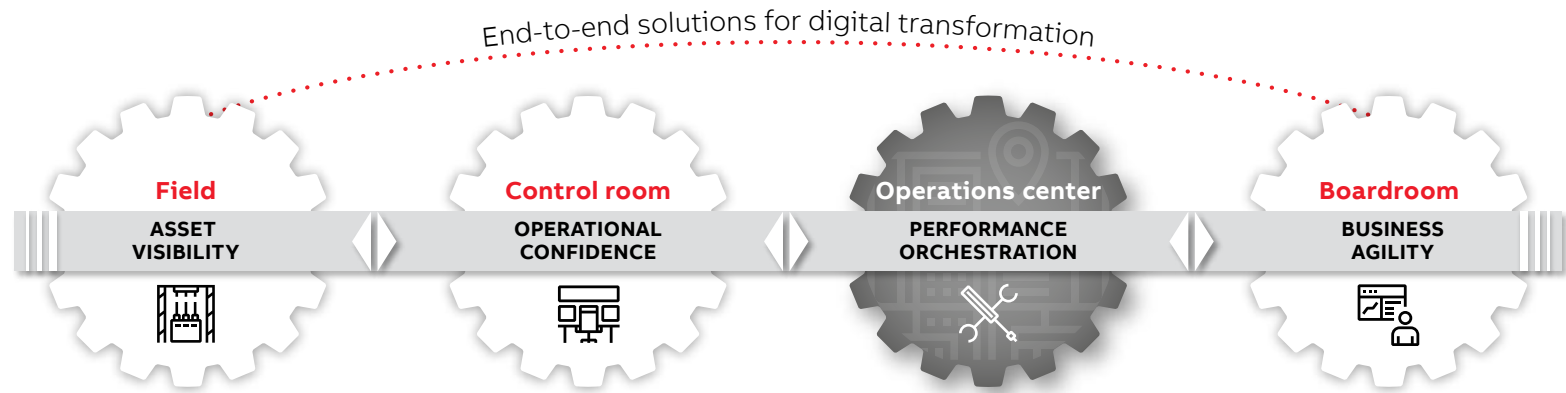 End-to-end solutions for digital transformation
Field
ASSET
VISIBILITY
Control room
OPERATIONAL
CONFIDENCE
Operations center
PERFORMANCE
ORCHESTRATION
Boardroom
BUSINESS
AGILITY